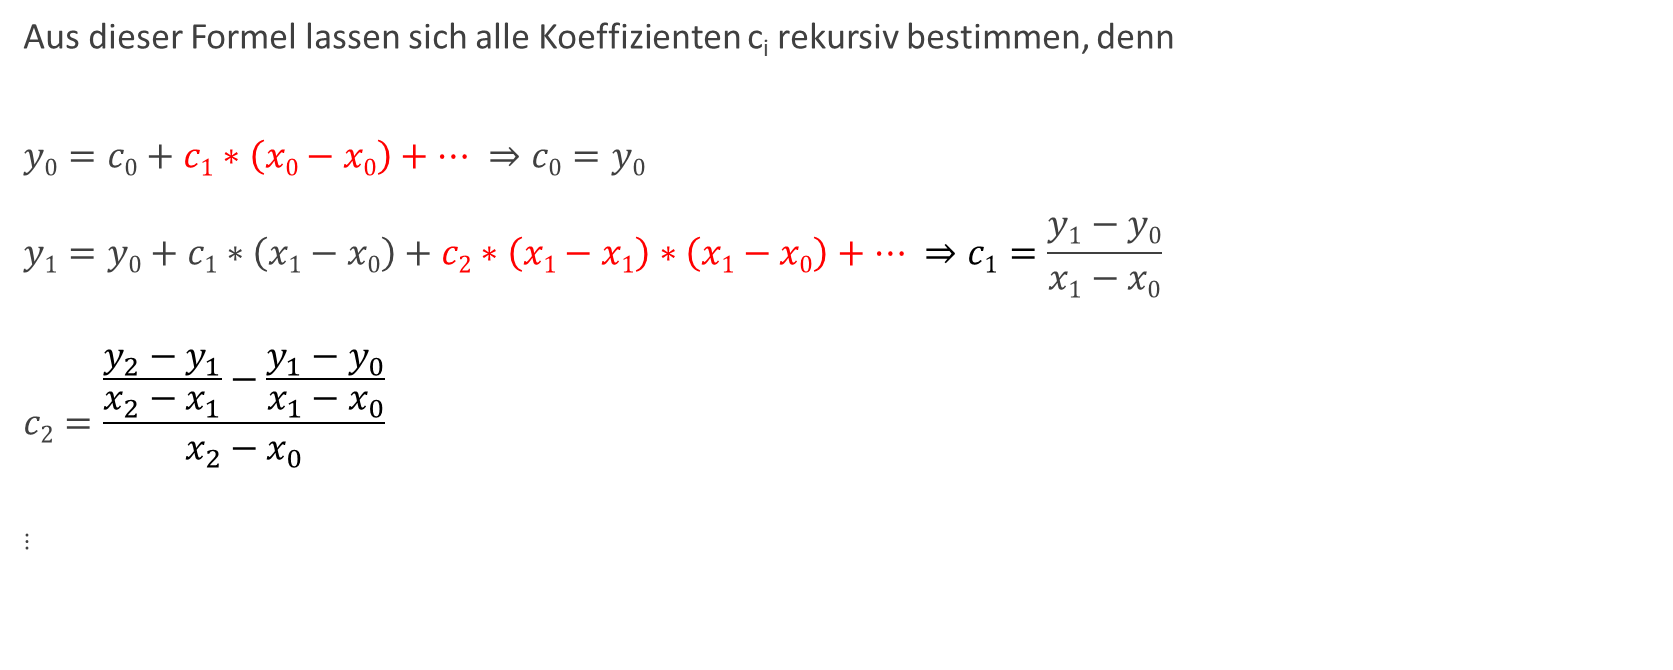 Aus dieser Formel lassen sich alle Koeffizienten cᵢ rekursiv bestimmen, denn
y₀ = c₀ + c₁ ∗ (x₀ − x₀) + ⋯ ⇒ c₀ = y₀
y₁ = y₀ + c₁ ∗ (x₁ − x₀) + c₂ ∗ (x₁ − x₁) ∗ (x₁ − x₀) + ⋯ ⇒ c₁ = (y₁ − y₀)/(x₁ − x₀)
c₂ = ((y₂ − y₁)/(x₂ − x₁) − (y₁ − y₀)/(x₁ − x₀))/(x₂ − x₀)
⋮